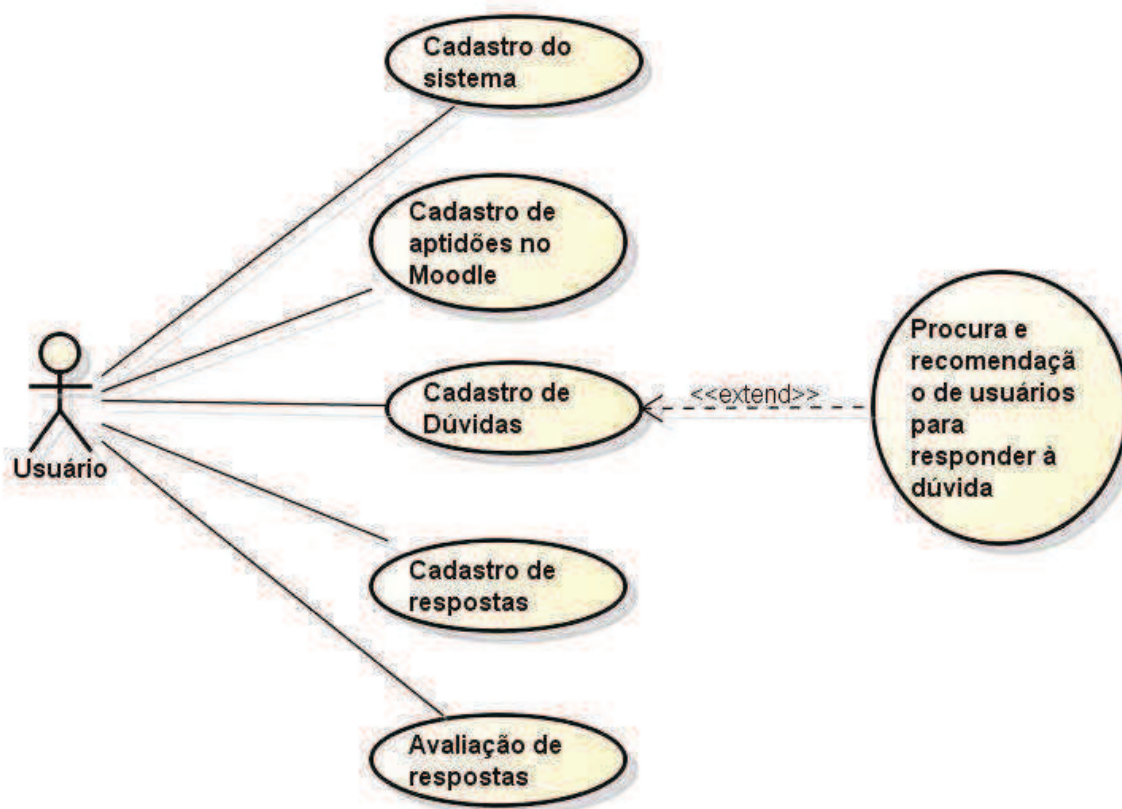 Cadastro do
sistema
Cadastro de
aptidões no
Moodle
Usuário
Cadastro de
Dúvidas
<<extend>>
Procura e
recomendaçã
o de usuários
para
responder à
dúvida
Cadastro de
respostas
Avaliação de
respostas